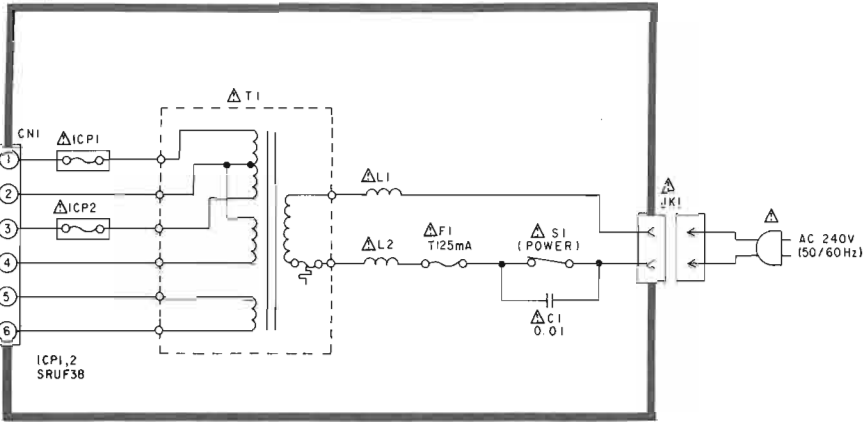 T1
CN1
1
ICP1
2
ICP2
3
4
5
6
ICP1,2
SRUF38
L1
L2
F1
T125mA
S1
(POWER)
C1
0.01
JK1
AC 240V
(50/60Hz)